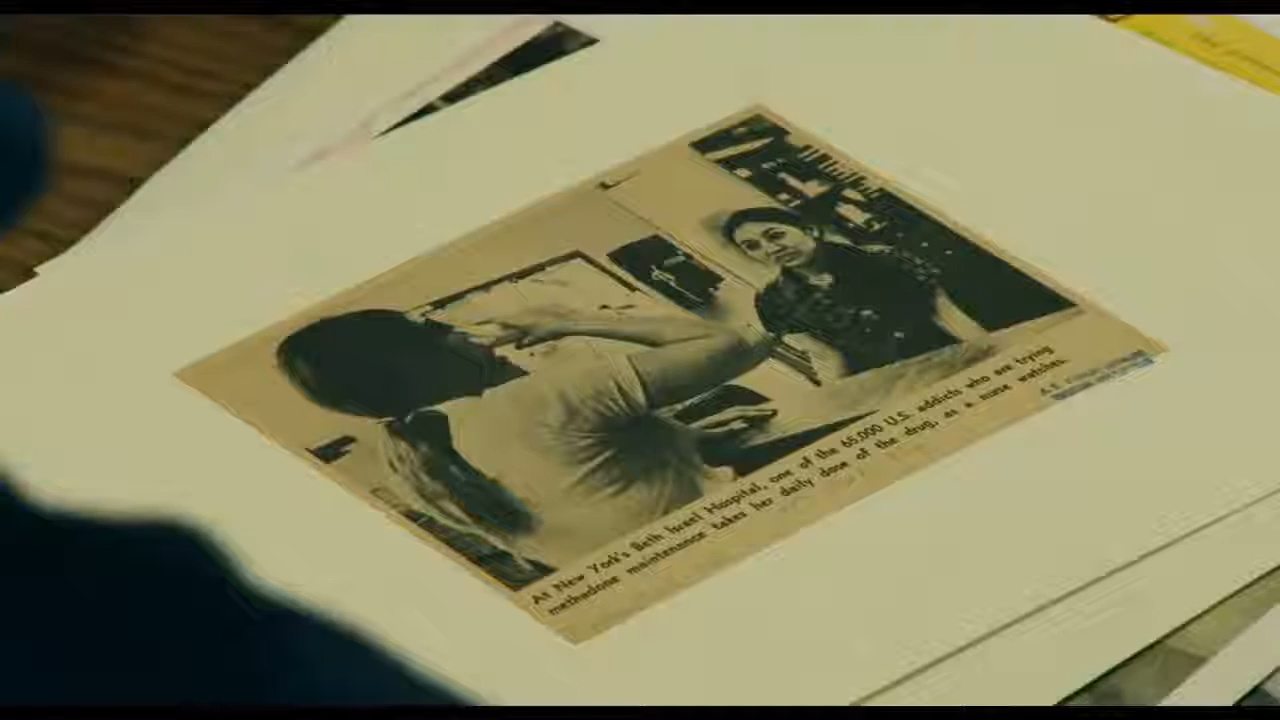 At New York's Beth Israel Hospital, one of the 65,000 U.S. addicts who are trying
methadone maintenance takes her daily dose of the drug, as a nurse watches.